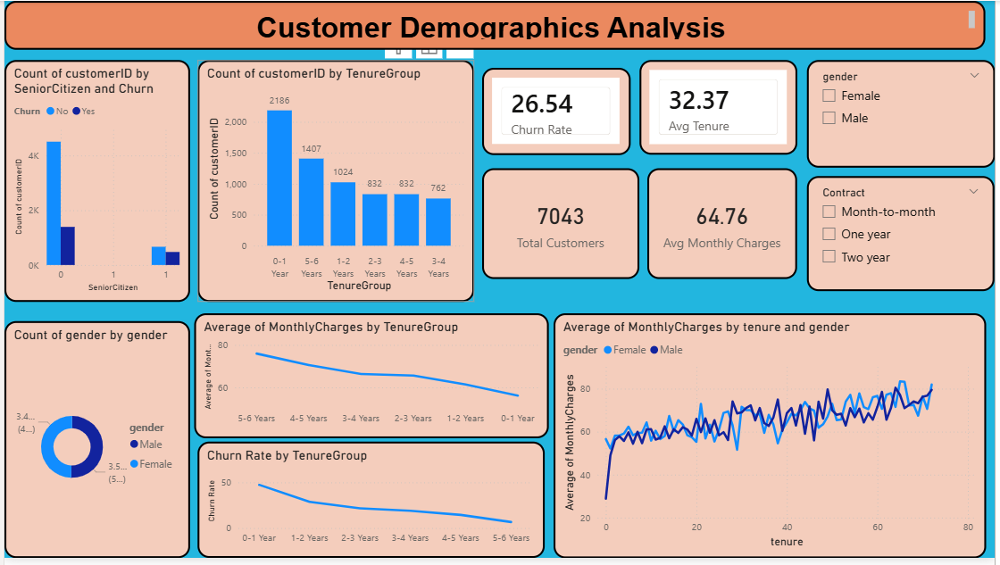 Customer Demographics Analysis
Count of customerID by
SeniorCitizen and Churn
Churn No Yes
Count of customerID
4K
2K
0K
0 1 1
SeniorCitizen
Count of customerID by TenureGroup
Count of customerID
2,000
1,500
1,000
500
0
2186
1407
1024
832
832
762
0-1 5-6 1-2 2-3 4-5 3-4
Year Years Years Years Years Years
TenureGroup
26.54
Churn Rate
32.37
Avg Tenure
7043
Total Customers
64.76
Avg Monthly Charges
gender
Female
Male
Contract
Month-to-month
One year
Two year
Count of gender by gender
3.4...
(4...)
3.5...
(5...)
gender
Male
Female
Average of MonthlyCharges by TenureGroup
Average of Mont...
80
60
5-6 Years 4-5 Years 3-4 Years 2-3 Years 1-2 Years 0-1 Year
Churn Rate by TenureGroup
Churn Rate
50
0
0-1 Year 1-2 Years 2-3 Years 3-4 Years 4-5 Years 5-6 Years
Average of MonthlyCharges by tenure and gender
gender Female Male
Average of MonthlyCharges
80
60
40
20
0 20 40 60 80
tenure